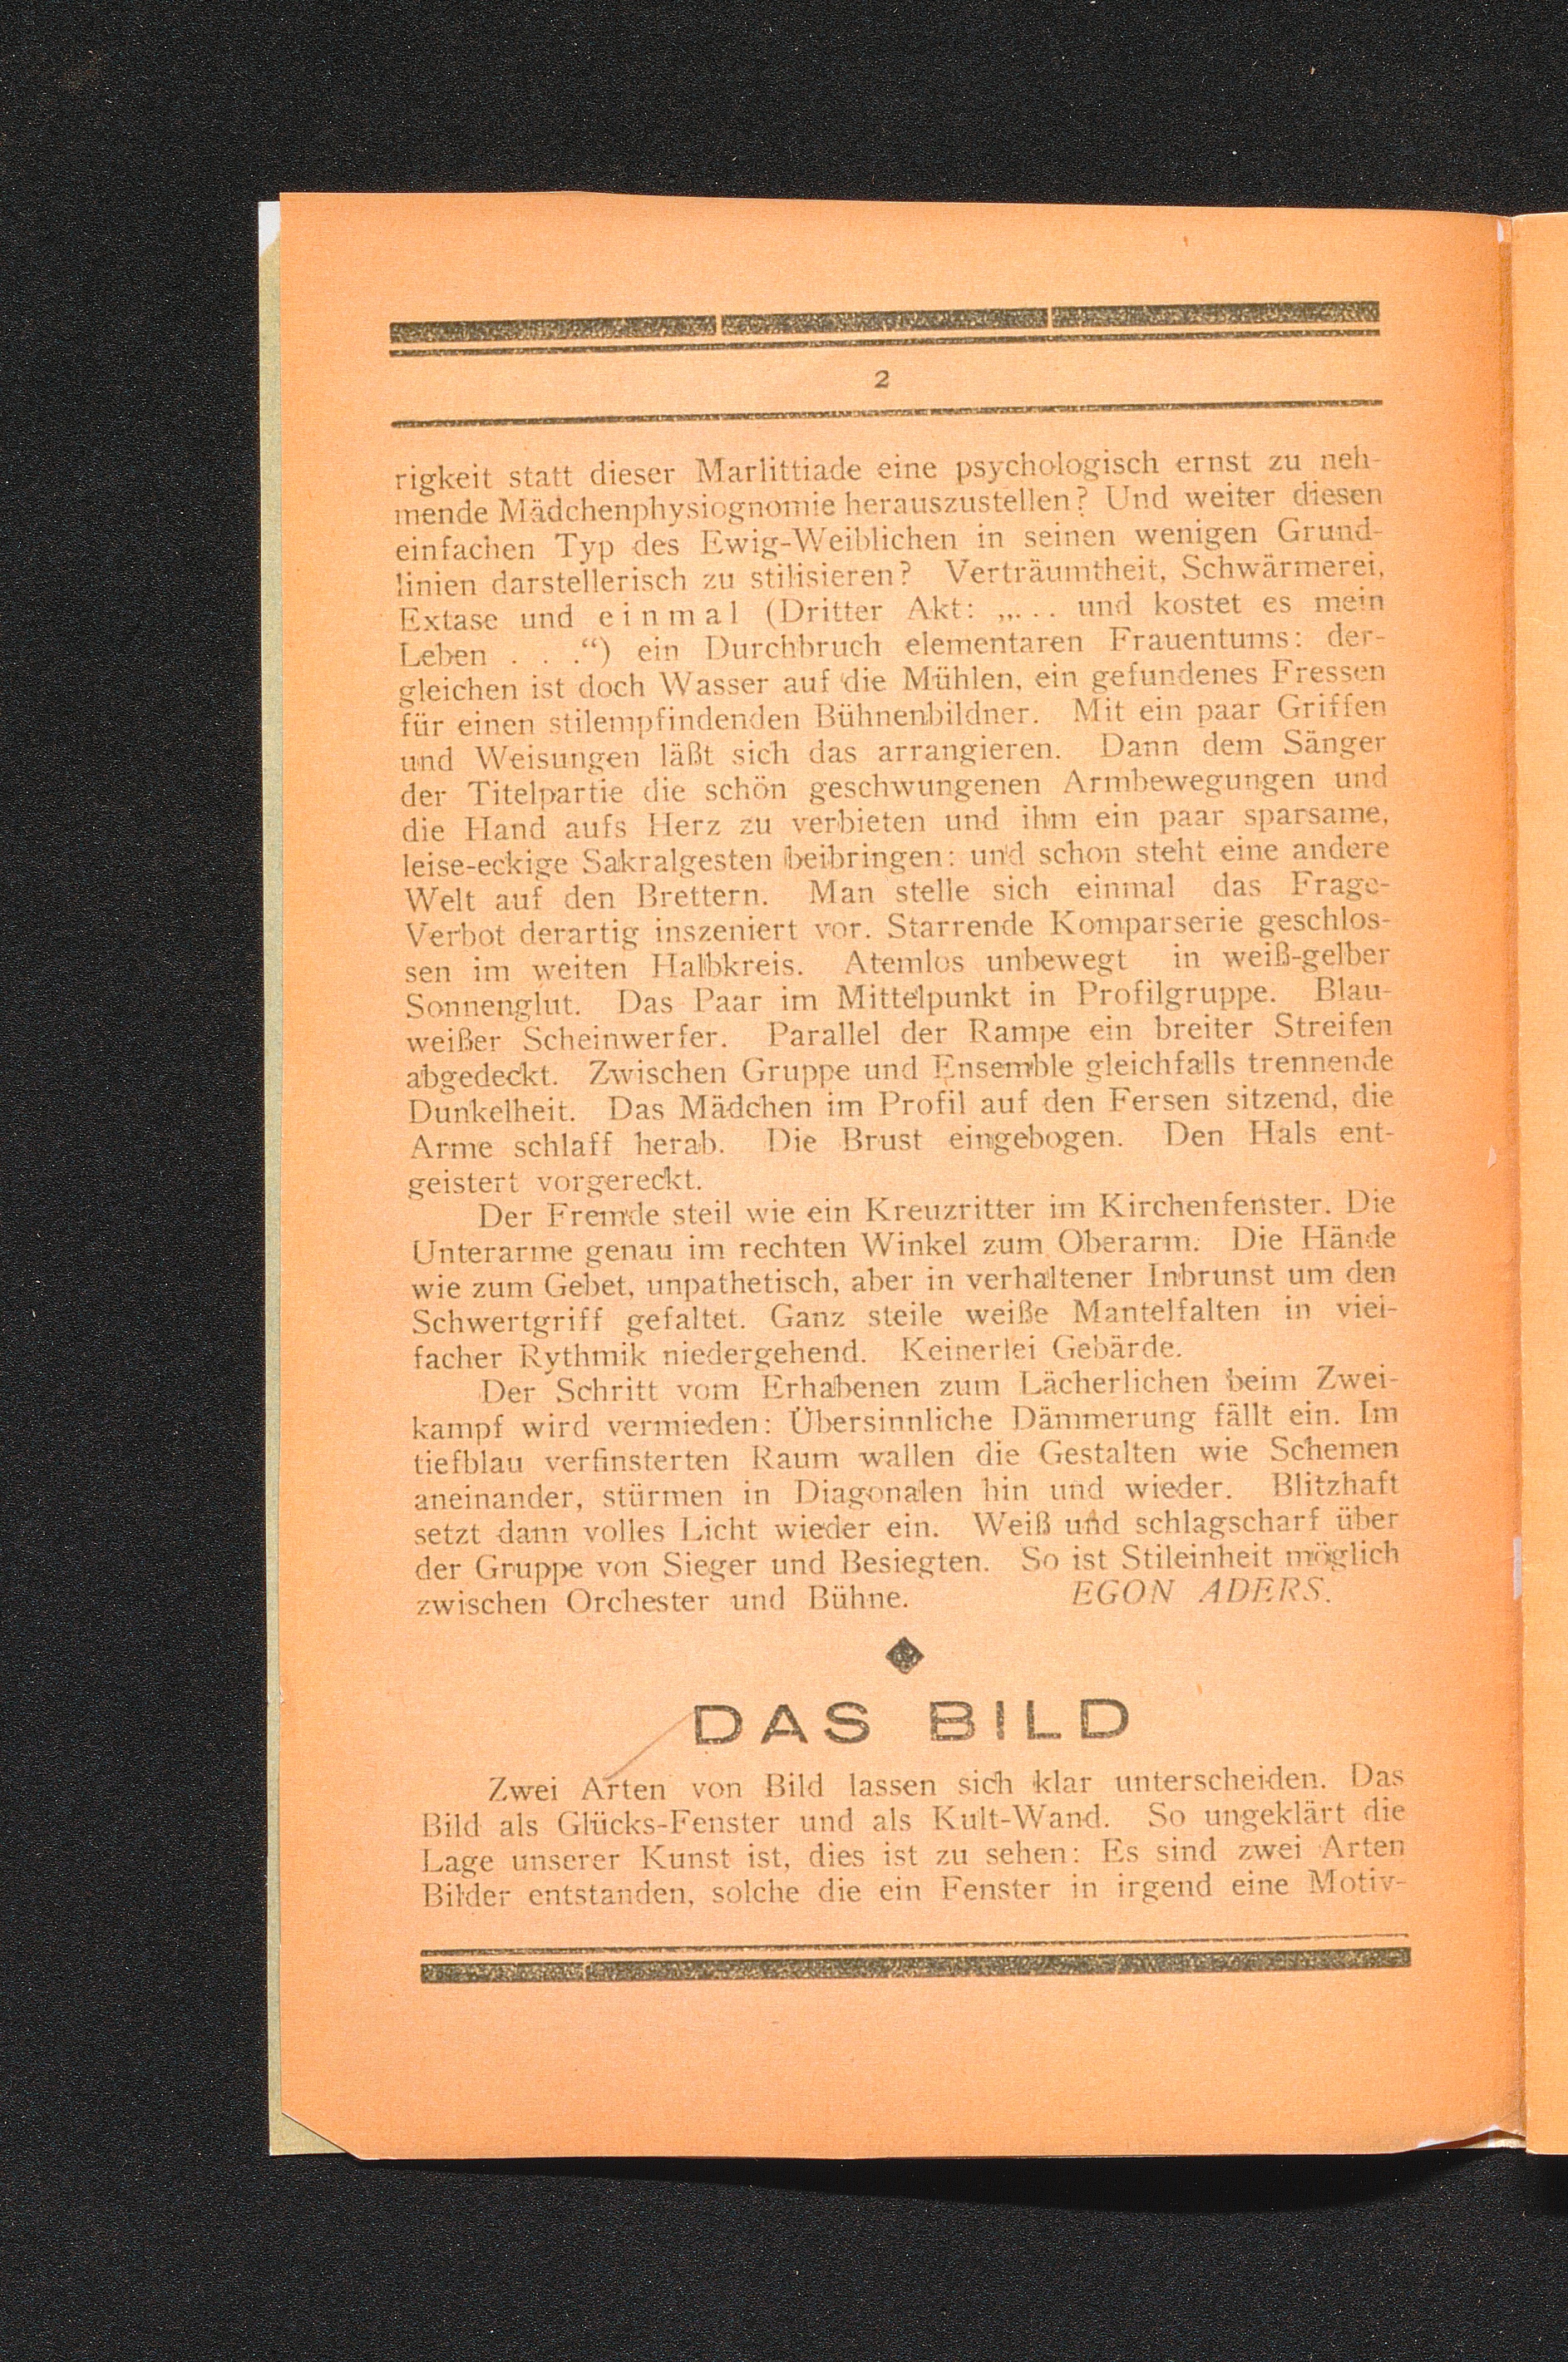 2
rigkeit statt dieser Marlittiade eine psychologisch ernst zu neh-
mende Mädchenphysiognomie herauszustellen? Und weiter diesen
einfachen Typ des Ewig-Weiblichen in seinen wenigen Grund-
linien darstellerisch zu stilisieren? Verträumtheit, Schwärmerei,
Extase und einmal (Dritter Akt: „. . . und kostet es mein
Leben . . .“) ein Durchbruch elementaren Frauentums: der-
gleichen ist doch Wasser auf die Mühlen, ein gefundenes Fressen
für einen stilempfindenden Bühnenbildner. Mit ein paar Griffen
und Weisungen läßt sich das arrangieren. Dann dem Sänger
der Titelpartie die schön geschwungenen Armbewegungen und
die Hand aufs Herz zu verbieten und ihm ein paar sparsame,
leise-eckige Sakralgesten beibringen: und schon steht eine andere
Welt auf den Brettern. Man stelle sich einmal das Frage-
Verbot derartig inszeniert vor. Starrende Komparserie geschlos-
sen im weiten Halbkreis. Atemlos unbewegt in weiß-gelber
Sonnenglut. Das Paar im Mittelpunkt in Profilgruppe. Blau-
weißer Scheinwerfer. Parallel der Rampe ein breiter Streifen
abgedeckt. Zwischen Gruppe und Ensemble gleichfalls trennende
Dunkelheit. Das Mädchen im Profil auf den Fersen sitzend, die
Arme schlaff herab. Die Brust eingebogen. Den Hals ent-
geistert vorgereckt.
Der Fremde steil wie ein Kreuzritter im Kirchenfenster. Die
Unterarme genau im rechten Winkel zum Oberarm. Die Hände
wie zum Gebet, unpathetisch, aber in verhaltener Inbrunst um den
Schwertgriff gefaltet. Ganz steile weiße Mantelfalten in viel-
facher Rythmik niedergehend. Keinerlei Gebärde.
Der Schritt vom Erhabenen zum Lächerlichen beim Zwei-
kampf wird vermieden: Übersinnliche Dämmerung fällt ein. Im
tiefblau verfinsterten Raum wallen die Gestalten wie Schemen
aneinander, stürmen in Diagonalen hin und wieder. Blitzhaft
setzt dann volles Licht wieder ein. Weiß und schlagscharf über
der Gruppe von Sieger und Besiegten. So ist Stileinheit möglich
zwischen Orchester und Bühne. EGON ADERS.
DAS BILD
Zwei Arten von Bild lassen sich klar unterscheiden. Das
Bild als Glücks-Fenster und als Kult-Wand. So ungeklärt die
Lage unserer Kunst ist, dies ist zu sehen: Es sind zwei Arten
Bilder entstanden, solche die ein Fenster in irgend eine Motiv-